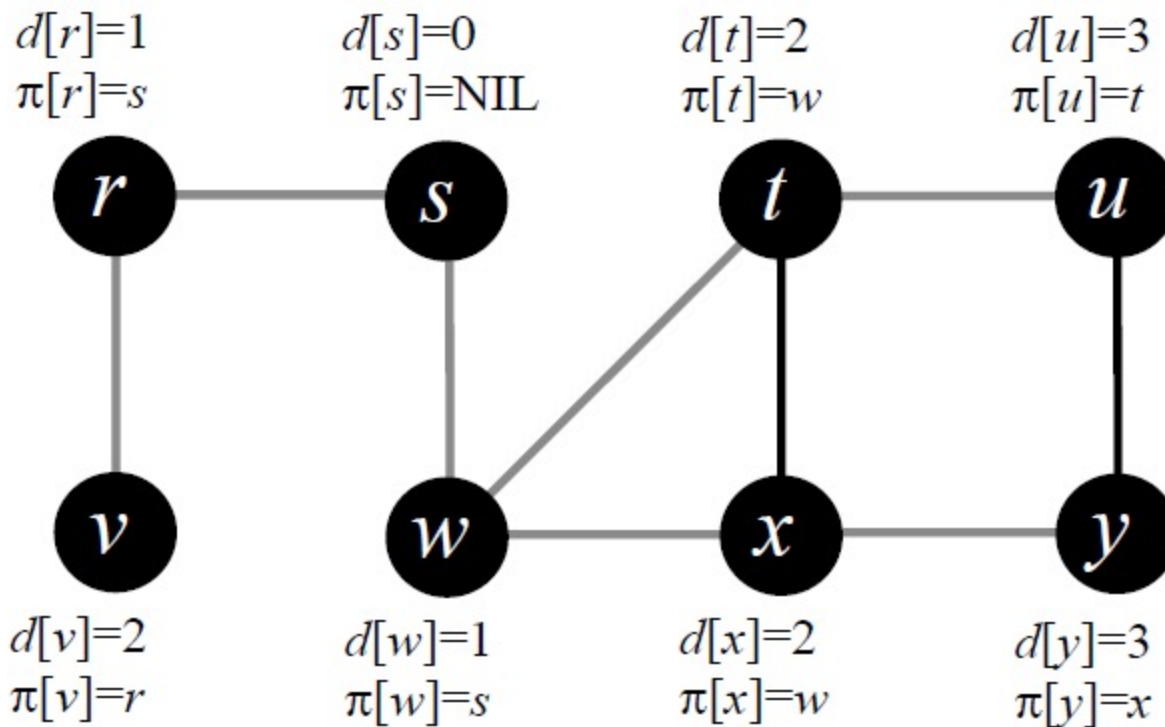 d[r]=1
π[r]=s
d[s]=0
π[s]=NIL
d[t]=2
π[t]=w
d[u]=3
π[u]=t
r
s
t
u
v
w
x
y
d[v]=2
π[v]=r
d[w]=1
π[w]=s
d[x]=2
π[x]=w
d[y]=3
π[y]=x